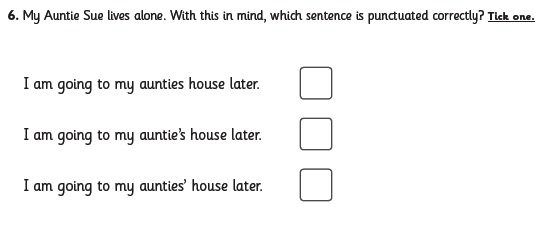 6. My Auntie Sue lives alone. With this in mind, which sentence is punctuated correctly? Tick one.
I am going to my aunties house later.
I am going to my auntie's house later.
I am going to my aunties' house later.